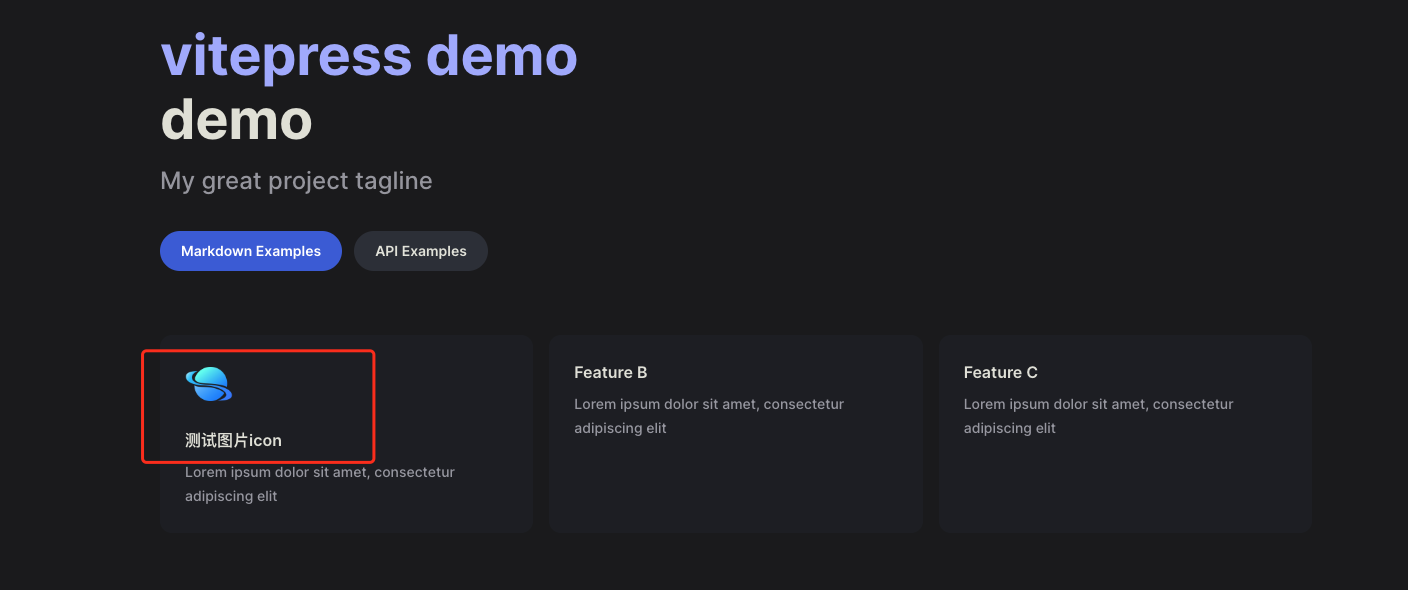 vitepress demo
demo
My great project tagline
Markdown Examples
API Examples
测试图片icon
Lorem ipsum dolor sit amet, consectetur
adipiscing elit
Feature B
Lorem ipsum dolor sit amet, consectetur
adipiscing elit
Feature C
Lorem ipsum dolor sit amet, consectetur
adipiscing elit